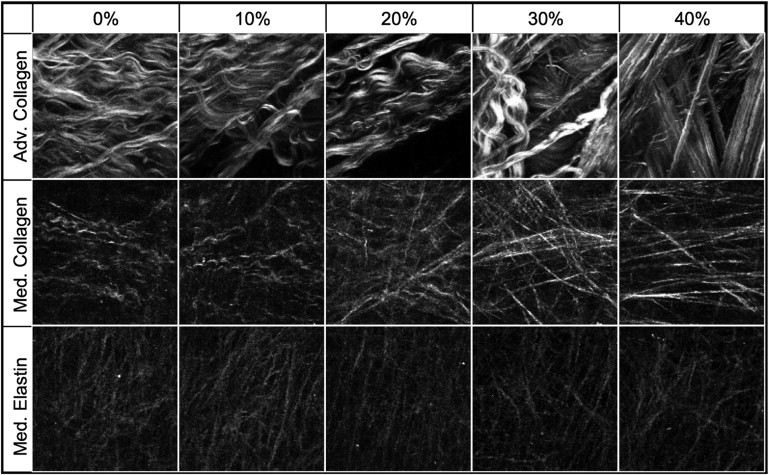 0% 10% 20% 30% 40%
Adv. Collagen
Med. Collagen
Med. Elastin